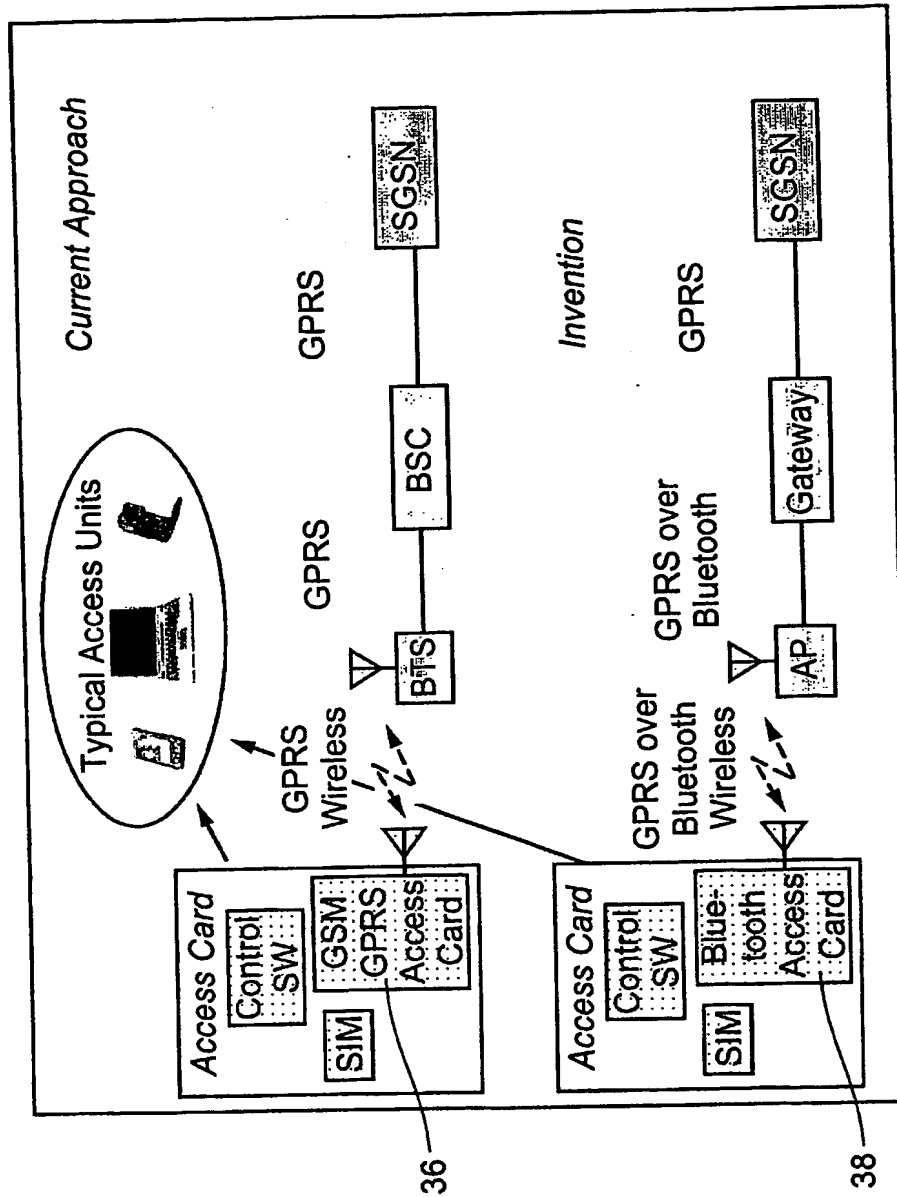 Current Approach
Typical Access Units
Access Card
Control
SW
SIM
GSM
GPRS
Access
Card
36
GPRS
Wireless
BTS
GPRS
BSC
GPRS
SGSN
Invention
Access Card
Control
SW
SIM
Blue-
tooth
Access
Card
38
GPRS over
Bluetooth
Wireless
AP
GPRS over
Bluetooth
Gateway
GPRS
SGSN